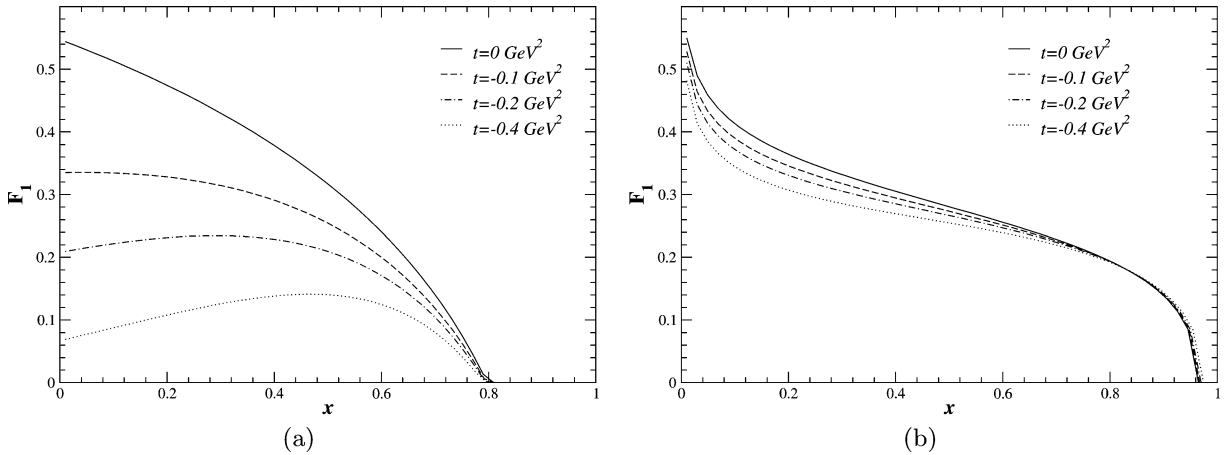 0.5
0.4
0.3
0.2
0.1
0
F₁
0 0.2 0.4 0.6 0.8 1
x
t=0 GeV²
t=-0.1 GeV²
t=-0.2 GeV²
t=-0.4 GeV²
(a)
0.5
0.4
0.3
0.2
0.1
0
F₁
0 0.2 0.4 0.6 0.8 1
x
t=0 GeV²
t=-0.1 GeV²
t=-0.2 GeV²
t=-0.4 GeV²
(b)